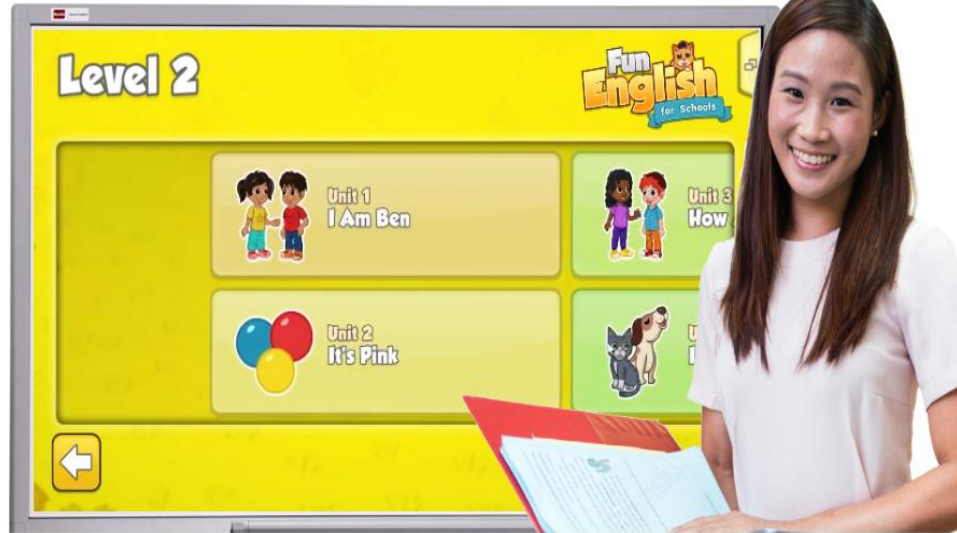 Level 2
Fun
English
for Schools
Unit 1
I Am Ben
Unit 3
How
Unit 2
It's Pink